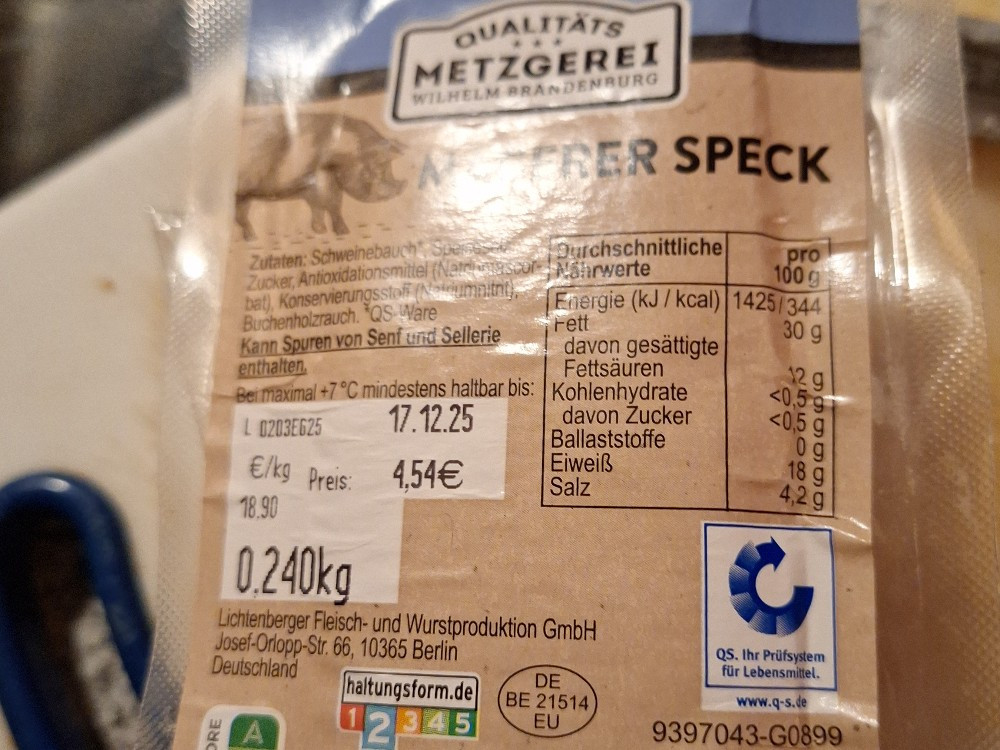 QUALITÄTS
METZGEREI
WILHELM BRANDENBURG
SPECK
Zutaten: Schweinebauch*,
Zucker, Antioxidationsmittel
bat), Konservierungsstoff (Natriumnitrit),
Buchenholzrauch. *QS-Ware
Kann Spuren von Senf und Sellerie
enthalten.
Bei maximal +7 °C mindestens haltbar bis:
L 0203E625 17.12.25
€/kg Preis: 4,54€
18.90
0.240kg
Durchschnittliche Nährwerte pro 100 g
Energie (kJ / kcal) 1425/344
Fett 30 g
davon gesättigte
Fettsäuren 12 g
Kohlenhydrate <0,5 g
davon Zucker <0,5 g
Ballaststoffe 0 g
Eiweiß 18 g
Salz 4,2 g
Lichtenberger Fleisch- und Wurstproduktion GmbH
Josef-Orlopp-Str. 66, 10365 Berlin
Deutschland
haltungsform.de
1 2 3 4 5
DE
BE 21514
EU
QS. Ihr Prüfsystem
für Lebensmittel.
www.q-s.de
9397043-G0899
A